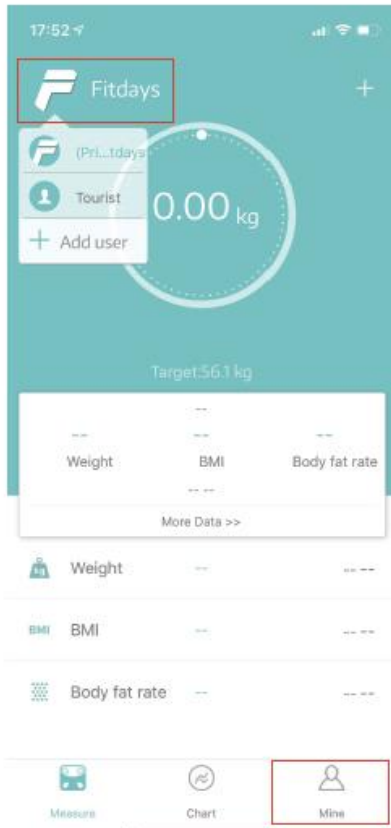 17:52
Fitdays
+
(Pri...tdays
Tourist
+ Add user
0.00 kg
Target:56.1 kg
--
-- -- --
Weight BMI Body fat rate
-- --
More Data >>
kg Weight -- -- --
BMI BMI -- -- --
Body fat rate -- -- --
Measure Chart Mine